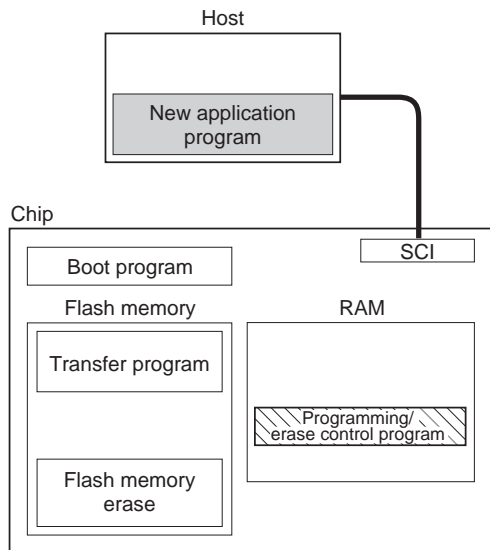 Host
New application
program
Chip
SCI
Boot program
Flash memory
RAM
Transfer program
Programming/
erase control program
Flash memory
erase